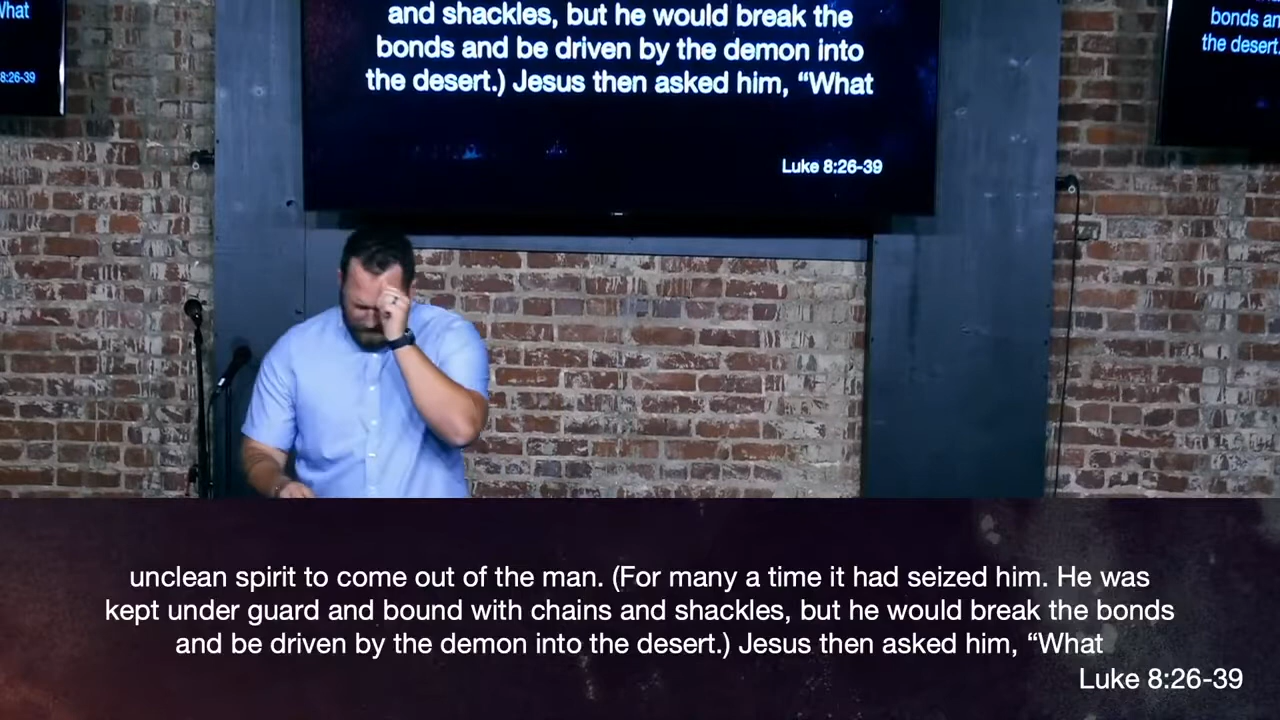 What
8:26-39
and shackles, but he would break the
bonds and be driven by the demon into
the desert.) Jesus then asked him, “What
Luke 8:26-39
bonds an
the desert.
unclean spirit to come out of the man. (For many a time it had seized him. He was
kept under guard and bound with chains and shackles, but he would break the bonds
and be driven by the demon into the desert.) Jesus then asked him, “What
Luke 8:26-39